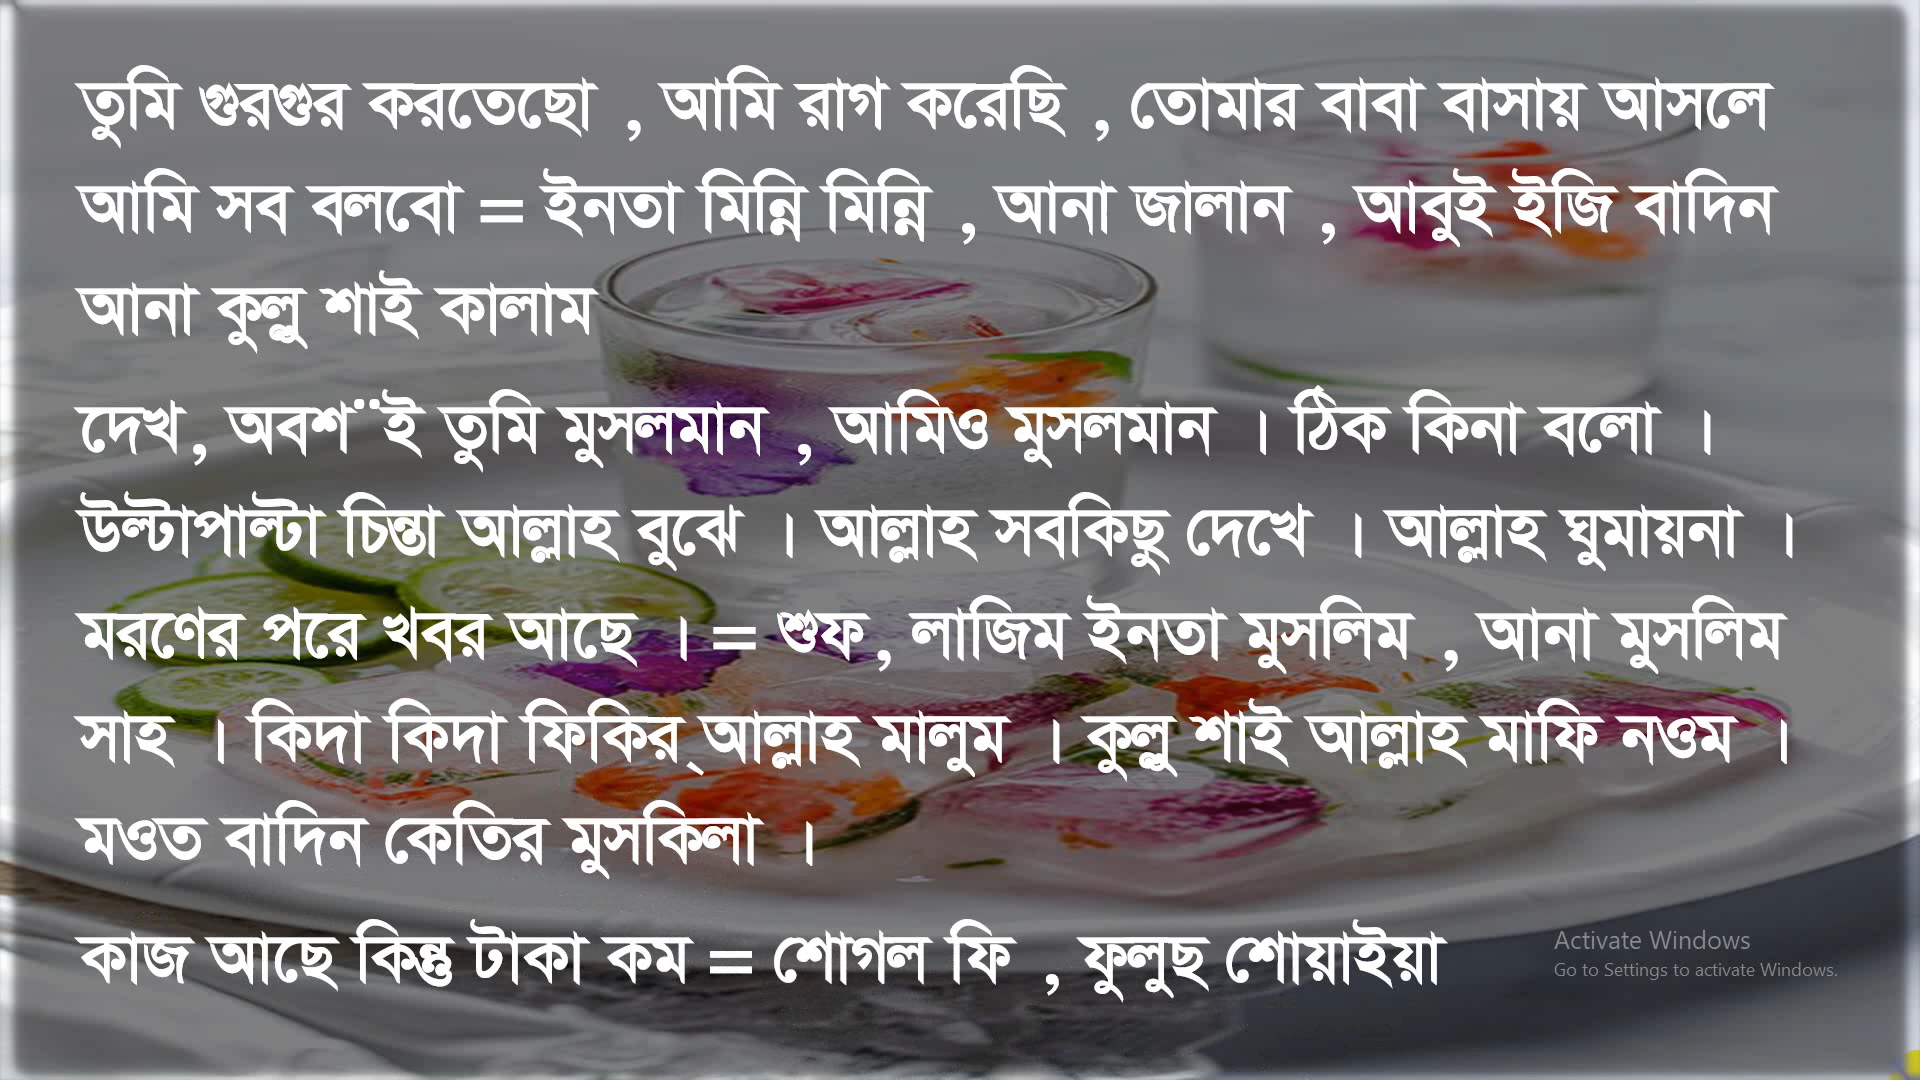 তুমি গুরগুর করতেছো , আমি রাগ করেছি , তোমার বাবা বাসায় আসলে
আমি সব বলবো = ইনতা মিন্নি মিন্নি , আনা জালান , আবুই ইজি বাদিন
আনা কুল্লু শাই কালাম
দেখ, অবশ¨ই তুমি মুসলমান , আমিও মুসলমান । ঠিক কিনা বলো ।
উল্টাপাল্টা চিন্তা আল্লাহ বুঝে । আল্লাহ সবকিছু দেখে । আল্লাহ ঘুমায়না ।
মরণের পরে খবর আছে । = শুফ, লাজিম ইনতা মুসলিম , আনা মুসলিম
সাহ । কিদা কিদা ফিকির্ আল্লাহ মালুম । কুল্লু শাই আল্লাহ মাফি নওম ।
মওত বাদিন কেতির মুসকিলা ।
কাজ আছে কিন্তু টাকা কম = শোগল ফি , ফুলুছ শোয়াইয়া
Activate Windows
Go to Settings to activate Windows.